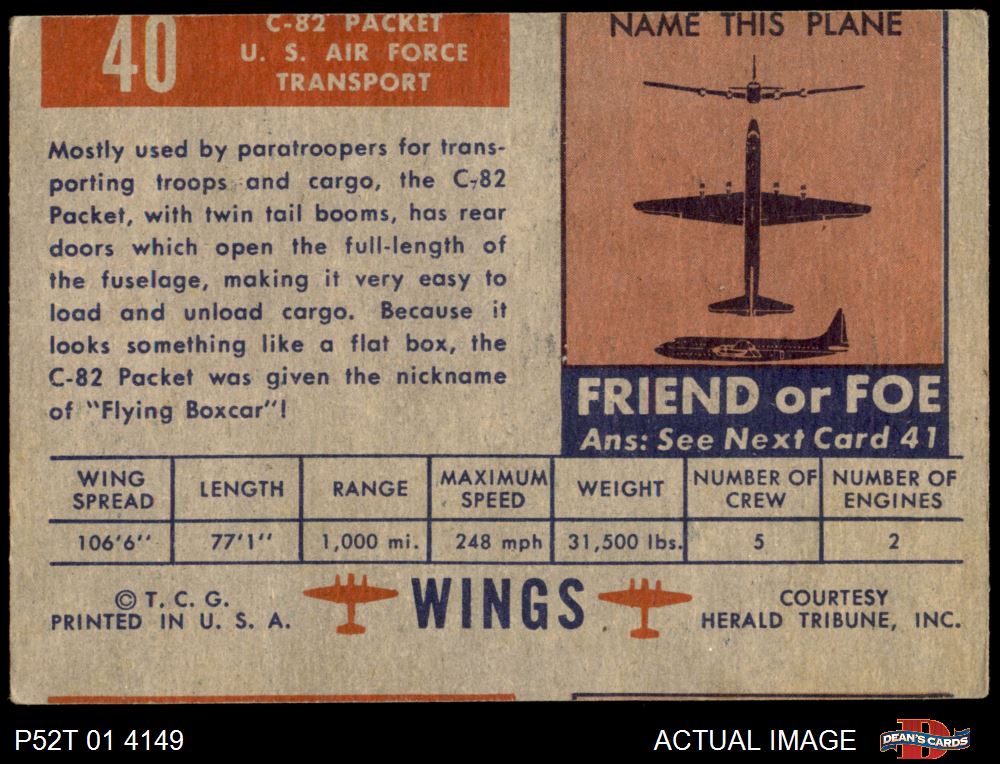 40
C-82 PACKET
U. S. AIR FORCE
TRANSPORT
Mostly used by paratroopers for trans-
porting troops and cargo, the C-82
Packet, with twin tail booms, has rear
doors which open the full-length of
the fuselage, making it very easy to
load and unload cargo. Because it
looks something like a flat box, the
C-82 Packet was given the nickname
of "Flying Boxcar"!
NAME THIS PLANE
FRIEND or FOE
Ans: See Next Card 41
WING SPREAD
LENGTH
RANGE
MAXIMUM SPEED
WEIGHT
NUMBER OF CREW
NUMBER OF ENGINES
106'6''
77'1''
1,000 mi.
248 mph
31,500 lbs.
5
2
© T. C. G.
PRINTED IN U. S. A.
WINGS
COURTESY
HERALD TRIBUNE, INC.
P52T 01 4149
ACTUAL IMAGE
D
DEAN'S CARDS